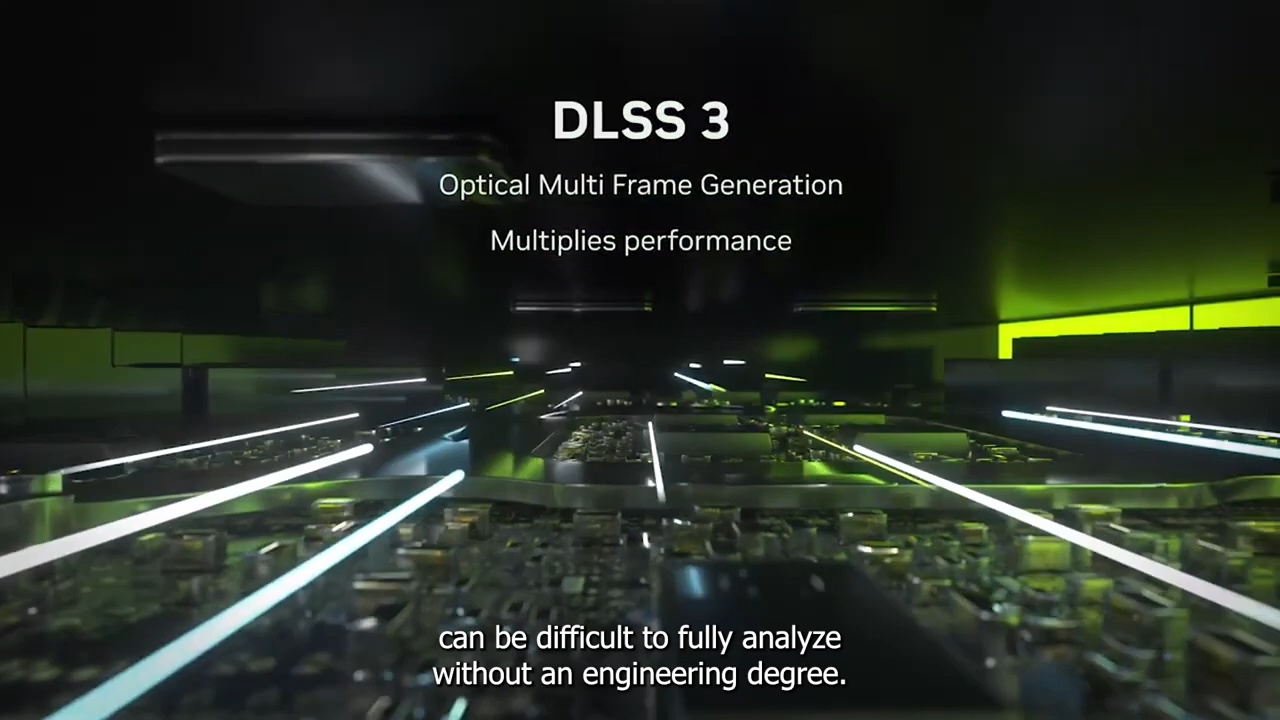 DLSS 3
Optical Multi Frame Generation
Multiplies performance
can be difficult to fully analyze
without an engineering degree.